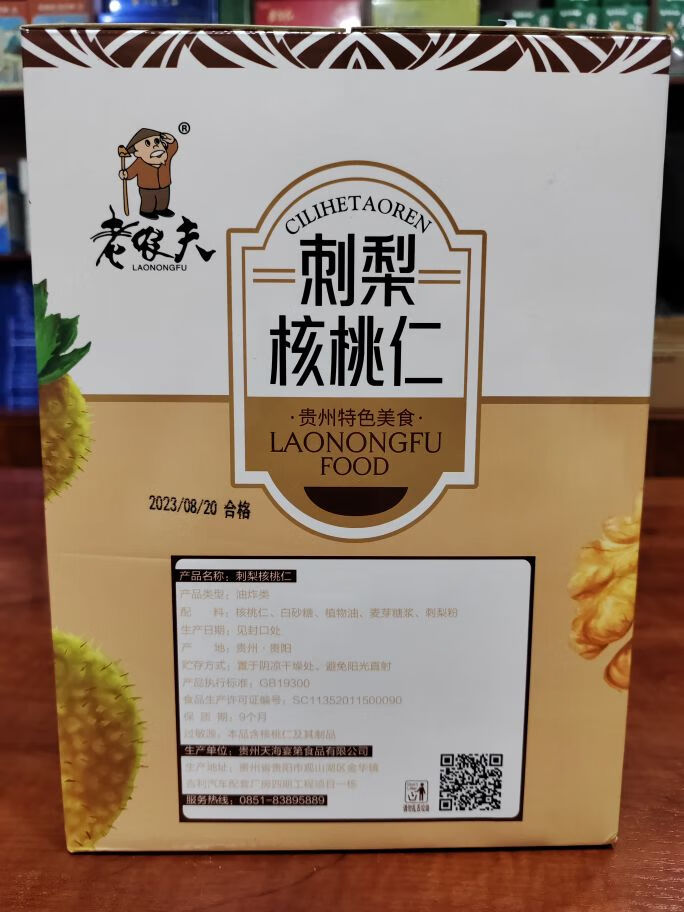 ®
老农夫
LAONONGFU
CILIHETAOREN
刺梨
核桃仁
·贵州特色美食·
LAONONGFU
FOOD
2023/08/20 合格
产品名称：刺梨核桃仁
产品类型：油炸类
配 料：核桃仁、白砂糖、植物油、麦芽糖浆、刺梨粉
生产日期：见封口处
产 地：贵州·贵阳
贮存方式：置于阴凉干燥处、避免阳光直射
产品执行标准：GB19300
食品生产许可证编号：SC11352011500090
保 质 期：9个月
过敏源：本品含核桃仁及其制品
生产单位：贵州天海宴第食品有限公司
生产地址：贵州省贵阳市观山湖区金华镇
吉利汽车配套厂房四期工程项目一栋
服务热线：0851-83895889
请勿乱丢垃圾